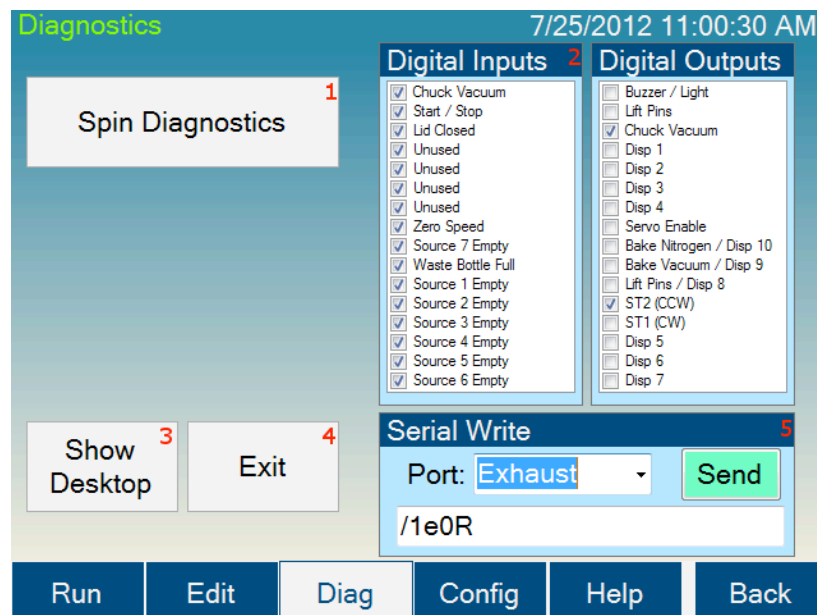 Diagnostics 7/25/2012 11:00:30 AM
Spin Diagnostics 1
Digital Inputs 2
Chuck Vacuum
Start / Stop
Lid Closed
Unused
Unused
Unused
Unused
Zero Speed
Source 7 Empty
Waste Bottle Full
Source 1 Empty
Source 2 Empty
Source 3 Empty
Source 4 Empty
Source 5 Empty
Source 6 Empty
Digital Outputs
Buzzer / Light
Lift Pins
Chuck Vacuum
Disp 1
Disp 2
Disp 3
Disp 4
Servo Enable
Bake Nitrogen / Disp 10
Bake Vacuum / Disp 9
Lift Pins / Disp 8
ST2 (CCW)
ST1 (CW)
Disp 5
Disp 6
Disp 7
Show 3
Desktop
Exit 4
Serial Write 5
Port: Exhaust Send
/1e0R
Run Edit Diag Config Help Back